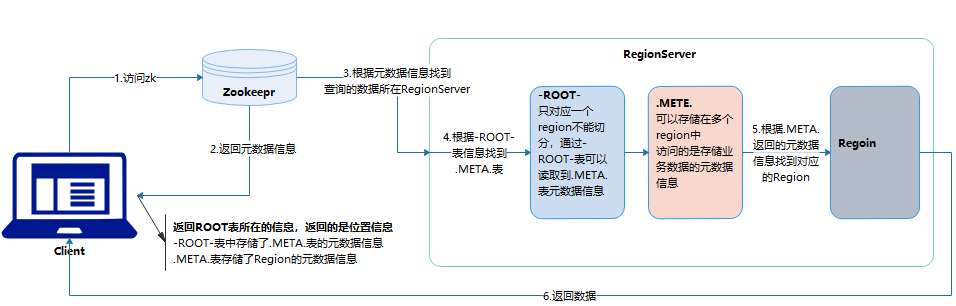 RegionServer
1.访问zk
Zookeepr
3.根据元数据信息找到
查询的数据所在RegionServer
2.返回元数据信息
4.根据-ROOT-
表信息找到
.META.表
-ROOT-
只对应一个
region不能切
分，通过-
ROOT-表可以
读取到.META.
表元数据信息
.METE.
可以存储在多个
region中
访问的是存储业
务数据的元数据
信息
5.根据.META.
返回的元数据
信息找到对应
的Region
Regoin
Client
返回ROOT表所在的信息，返回的是位置信息
-ROOT-表中存储了.META.表的元数据信息
.META.表存储了Region的元数据信息
6.返回数据